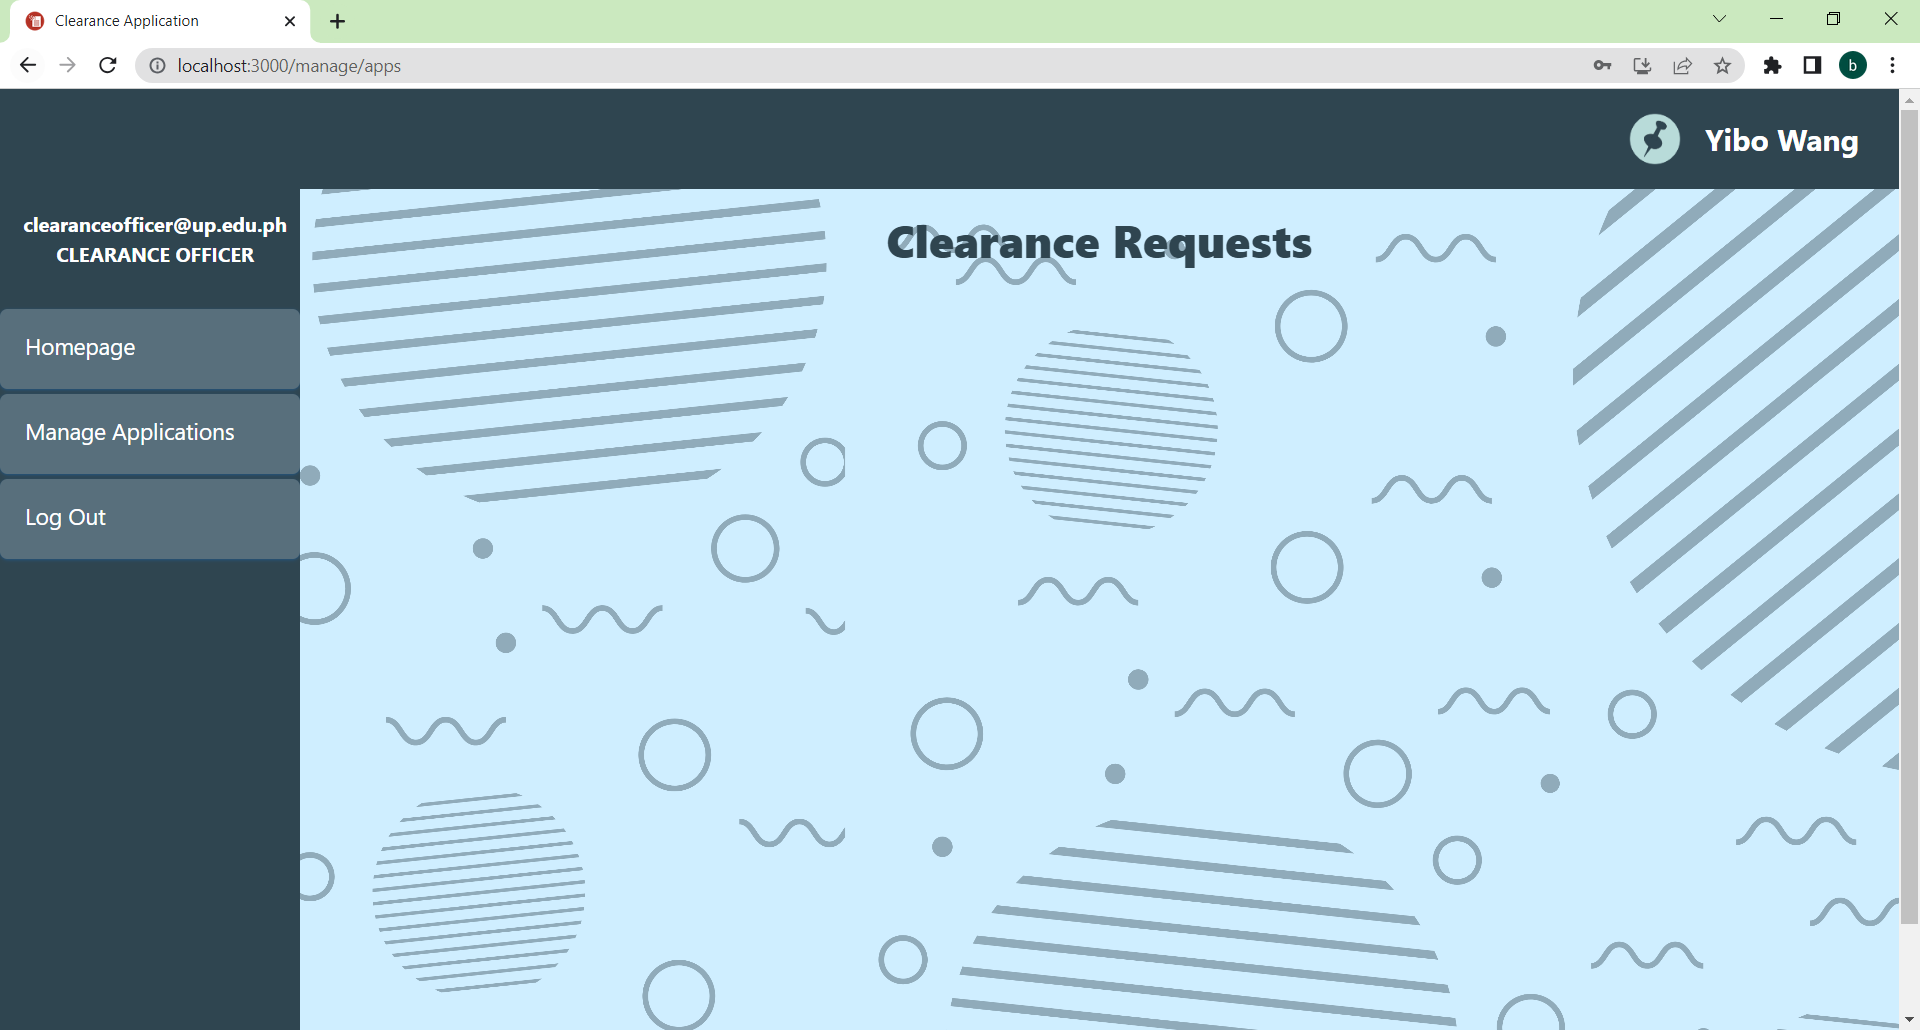 Clearance Application
localhost:3000/manage/apps
b
Yibo Wang
clearanceofficer@up.edu.ph
CLEARANCE OFFICER
Clearance Requests
Homepage
Manage Applications
Log Out